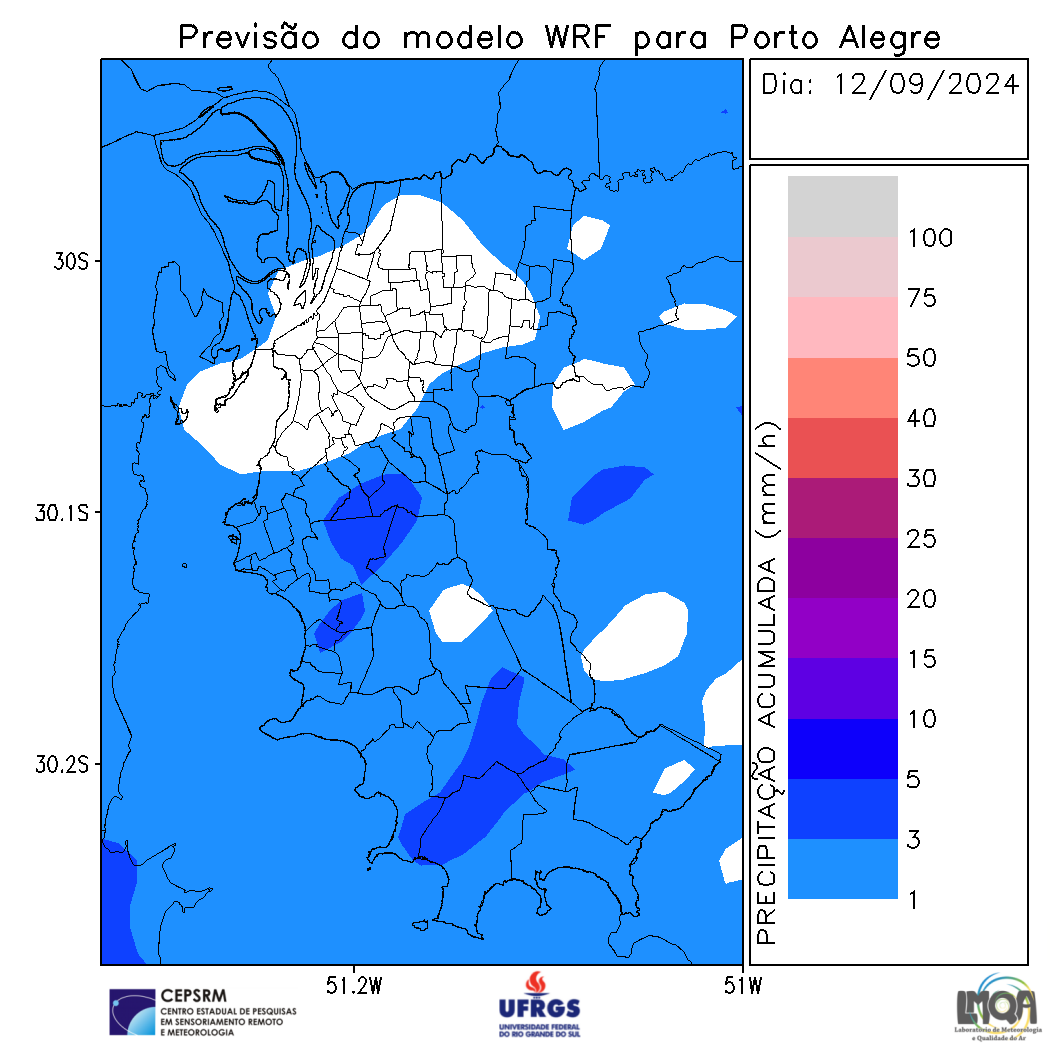 Previsão do modelo WRF para Porto Alegre
Dia: 12/09/2024
30S
30.1S
30.2S
51.2W
51W
PRECIPITAÇÃO ACUMULADA (mm/h)
100
75
50
40
30
25
20
15
10
5
3
1
CEPSRM
CENTRO ESTADUAL DE PESQUISAS
EM SENSORIAMENTO REMOTO
E METEOROLOGIA
UFRGS
UNIVERSIDADE FEDERAL
DO RIO GRANDE DO SUL
LMQA
Laboratório de Meteorologia
e Qualidade do Ar